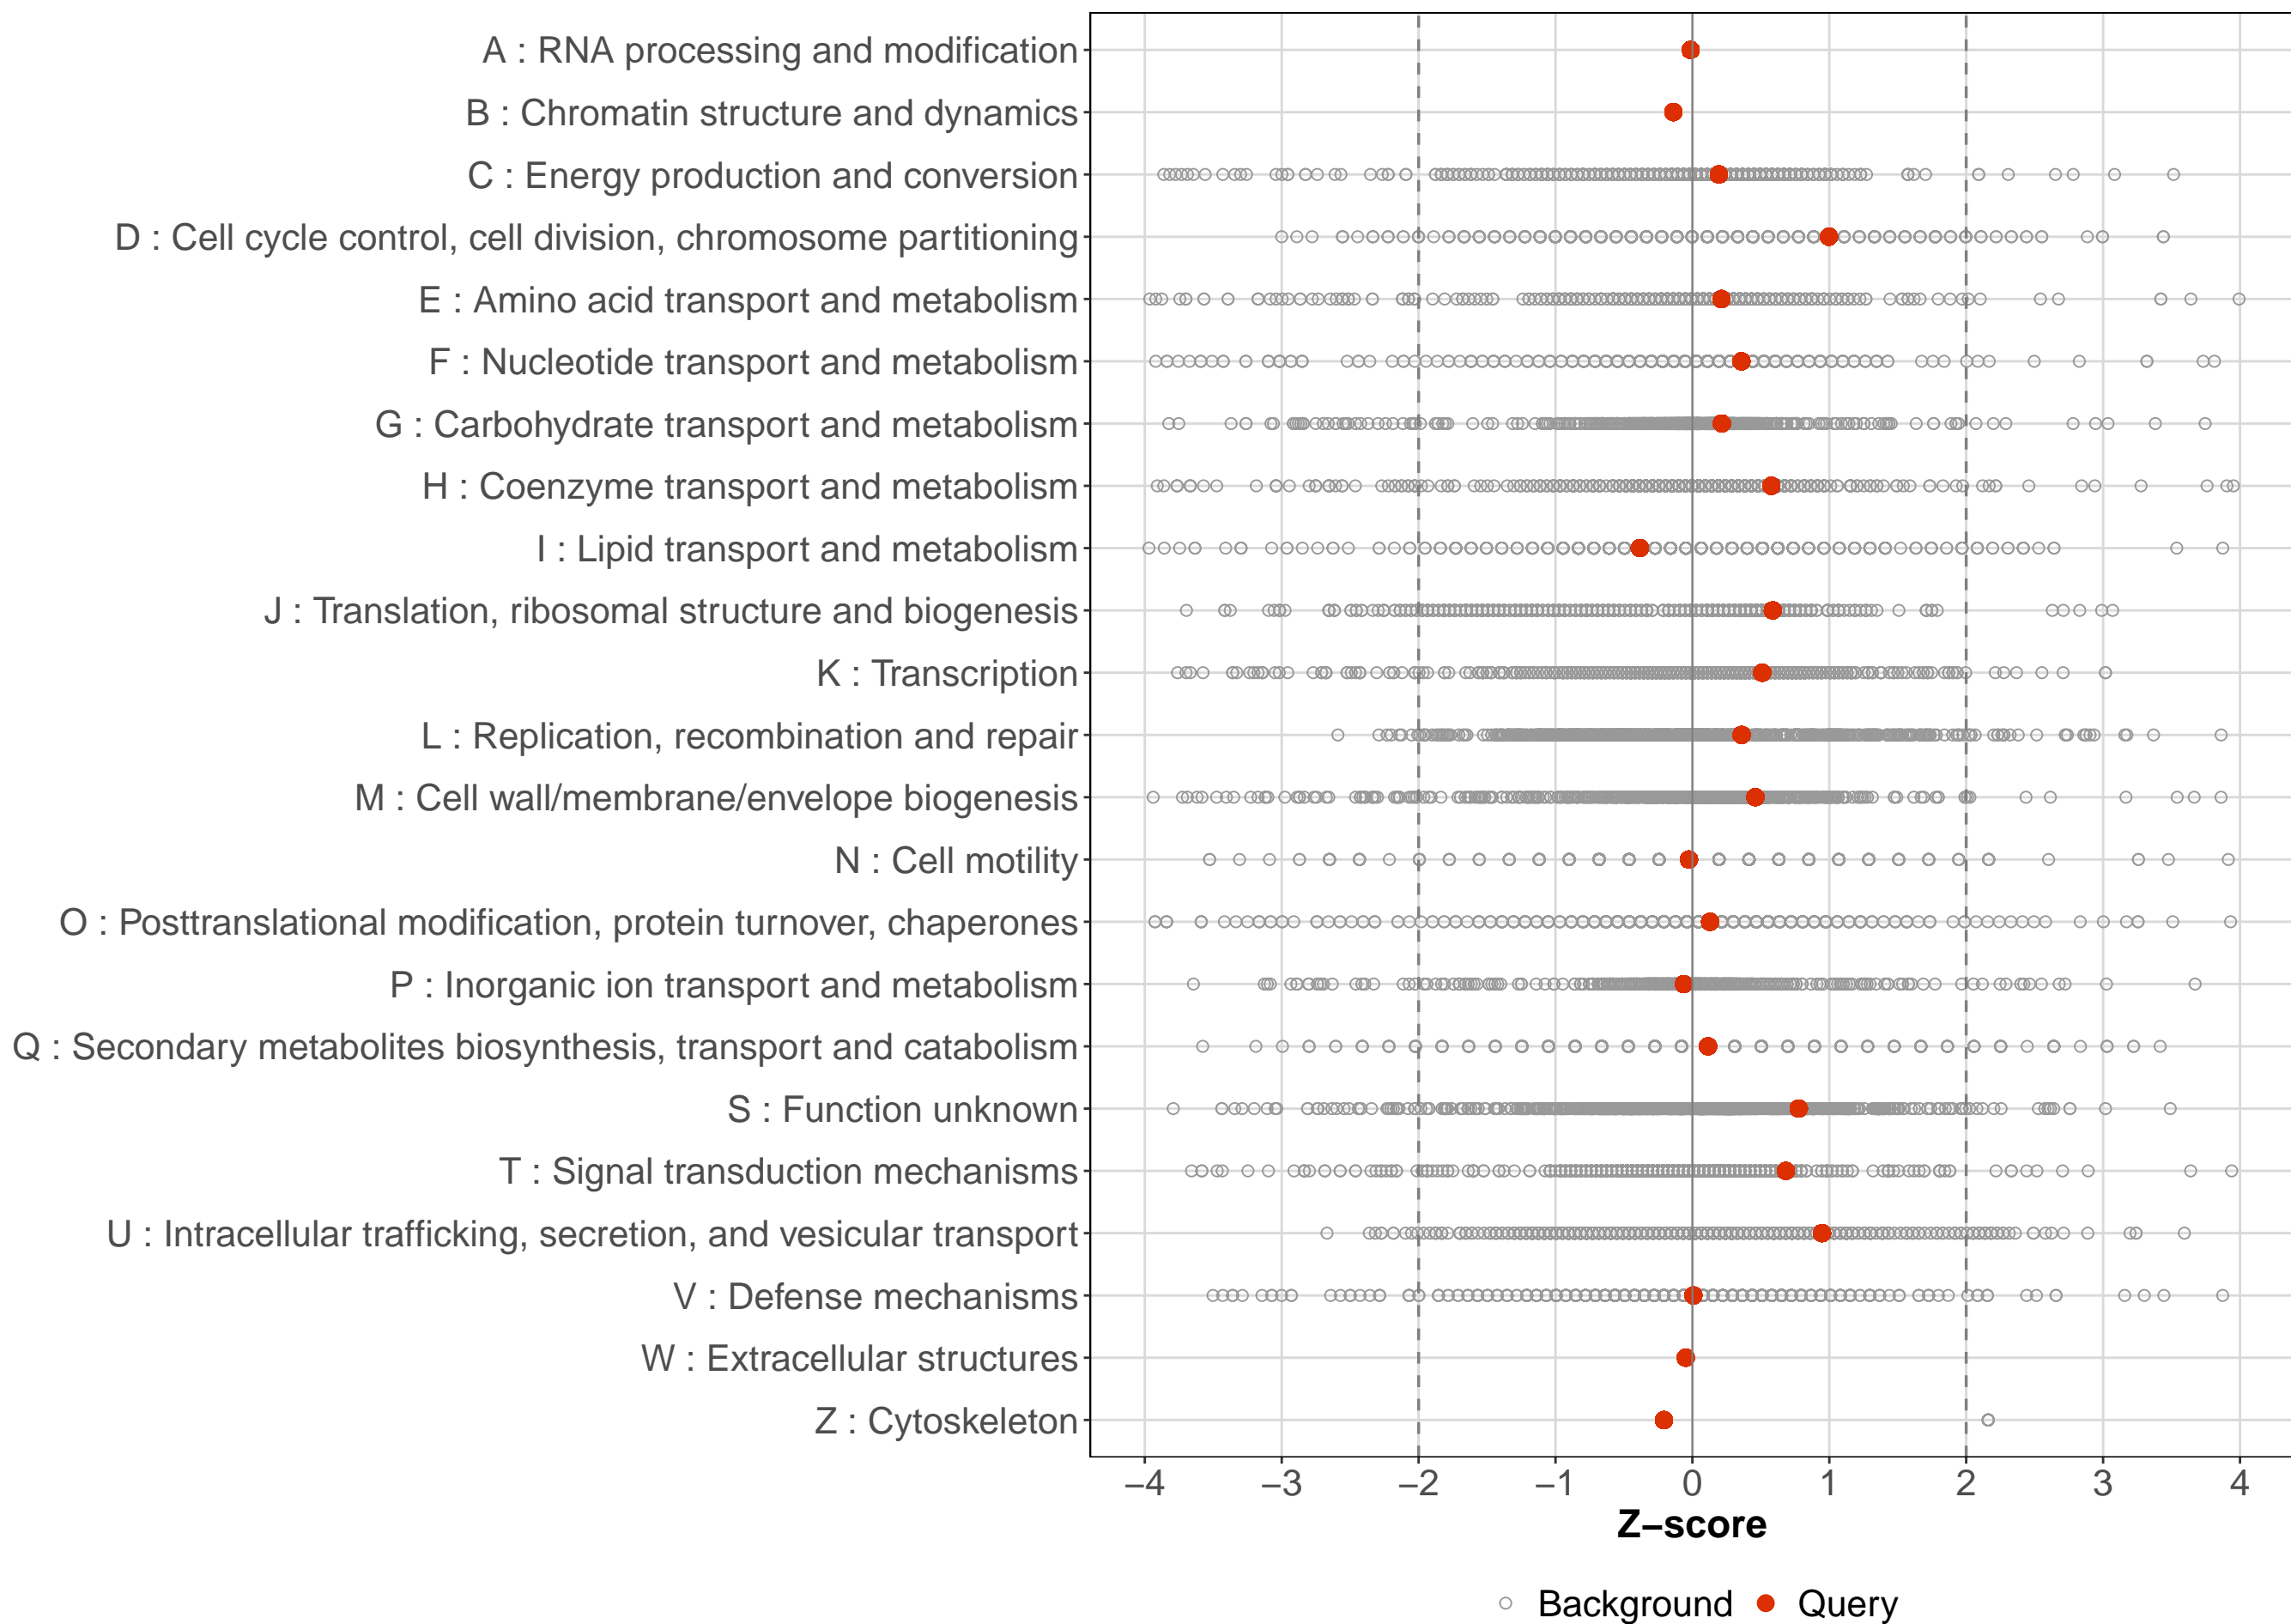 A : RNA processing and modification
B : Chromatin structure and dynamics
C : Energy production and conversion
D : Cell cycle control, cell division, chromosome partitioning
E : Amino acid transport and metabolism
F : Nucleotide transport and metabolism
G : Carbohydrate transport and metabolism
H : Coenzyme transport and metabolism
I : Lipid transport and metabolism
J : Translation, ribosomal structure and biogenesis
K : Transcription
L : Replication, recombination and repair
M : Cell wall/membrane/envelope biogenesis
N : Cell motility
O : Posttranslational modification, protein turnover, chaperones
P : Inorganic ion transport and metabolism
Q : Secondary metabolites biosynthesis, transport and catabolism
S : Function unknown
T : Signal transduction mechanisms
U : Intracellular trafficking, secretion, and vesicular transport
V : Defense mechanisms
W : Extracellular structures
Z : Cytoskeleton
−4 −3 −2 −1 0 1 2 3 4
Z−score
Background Query